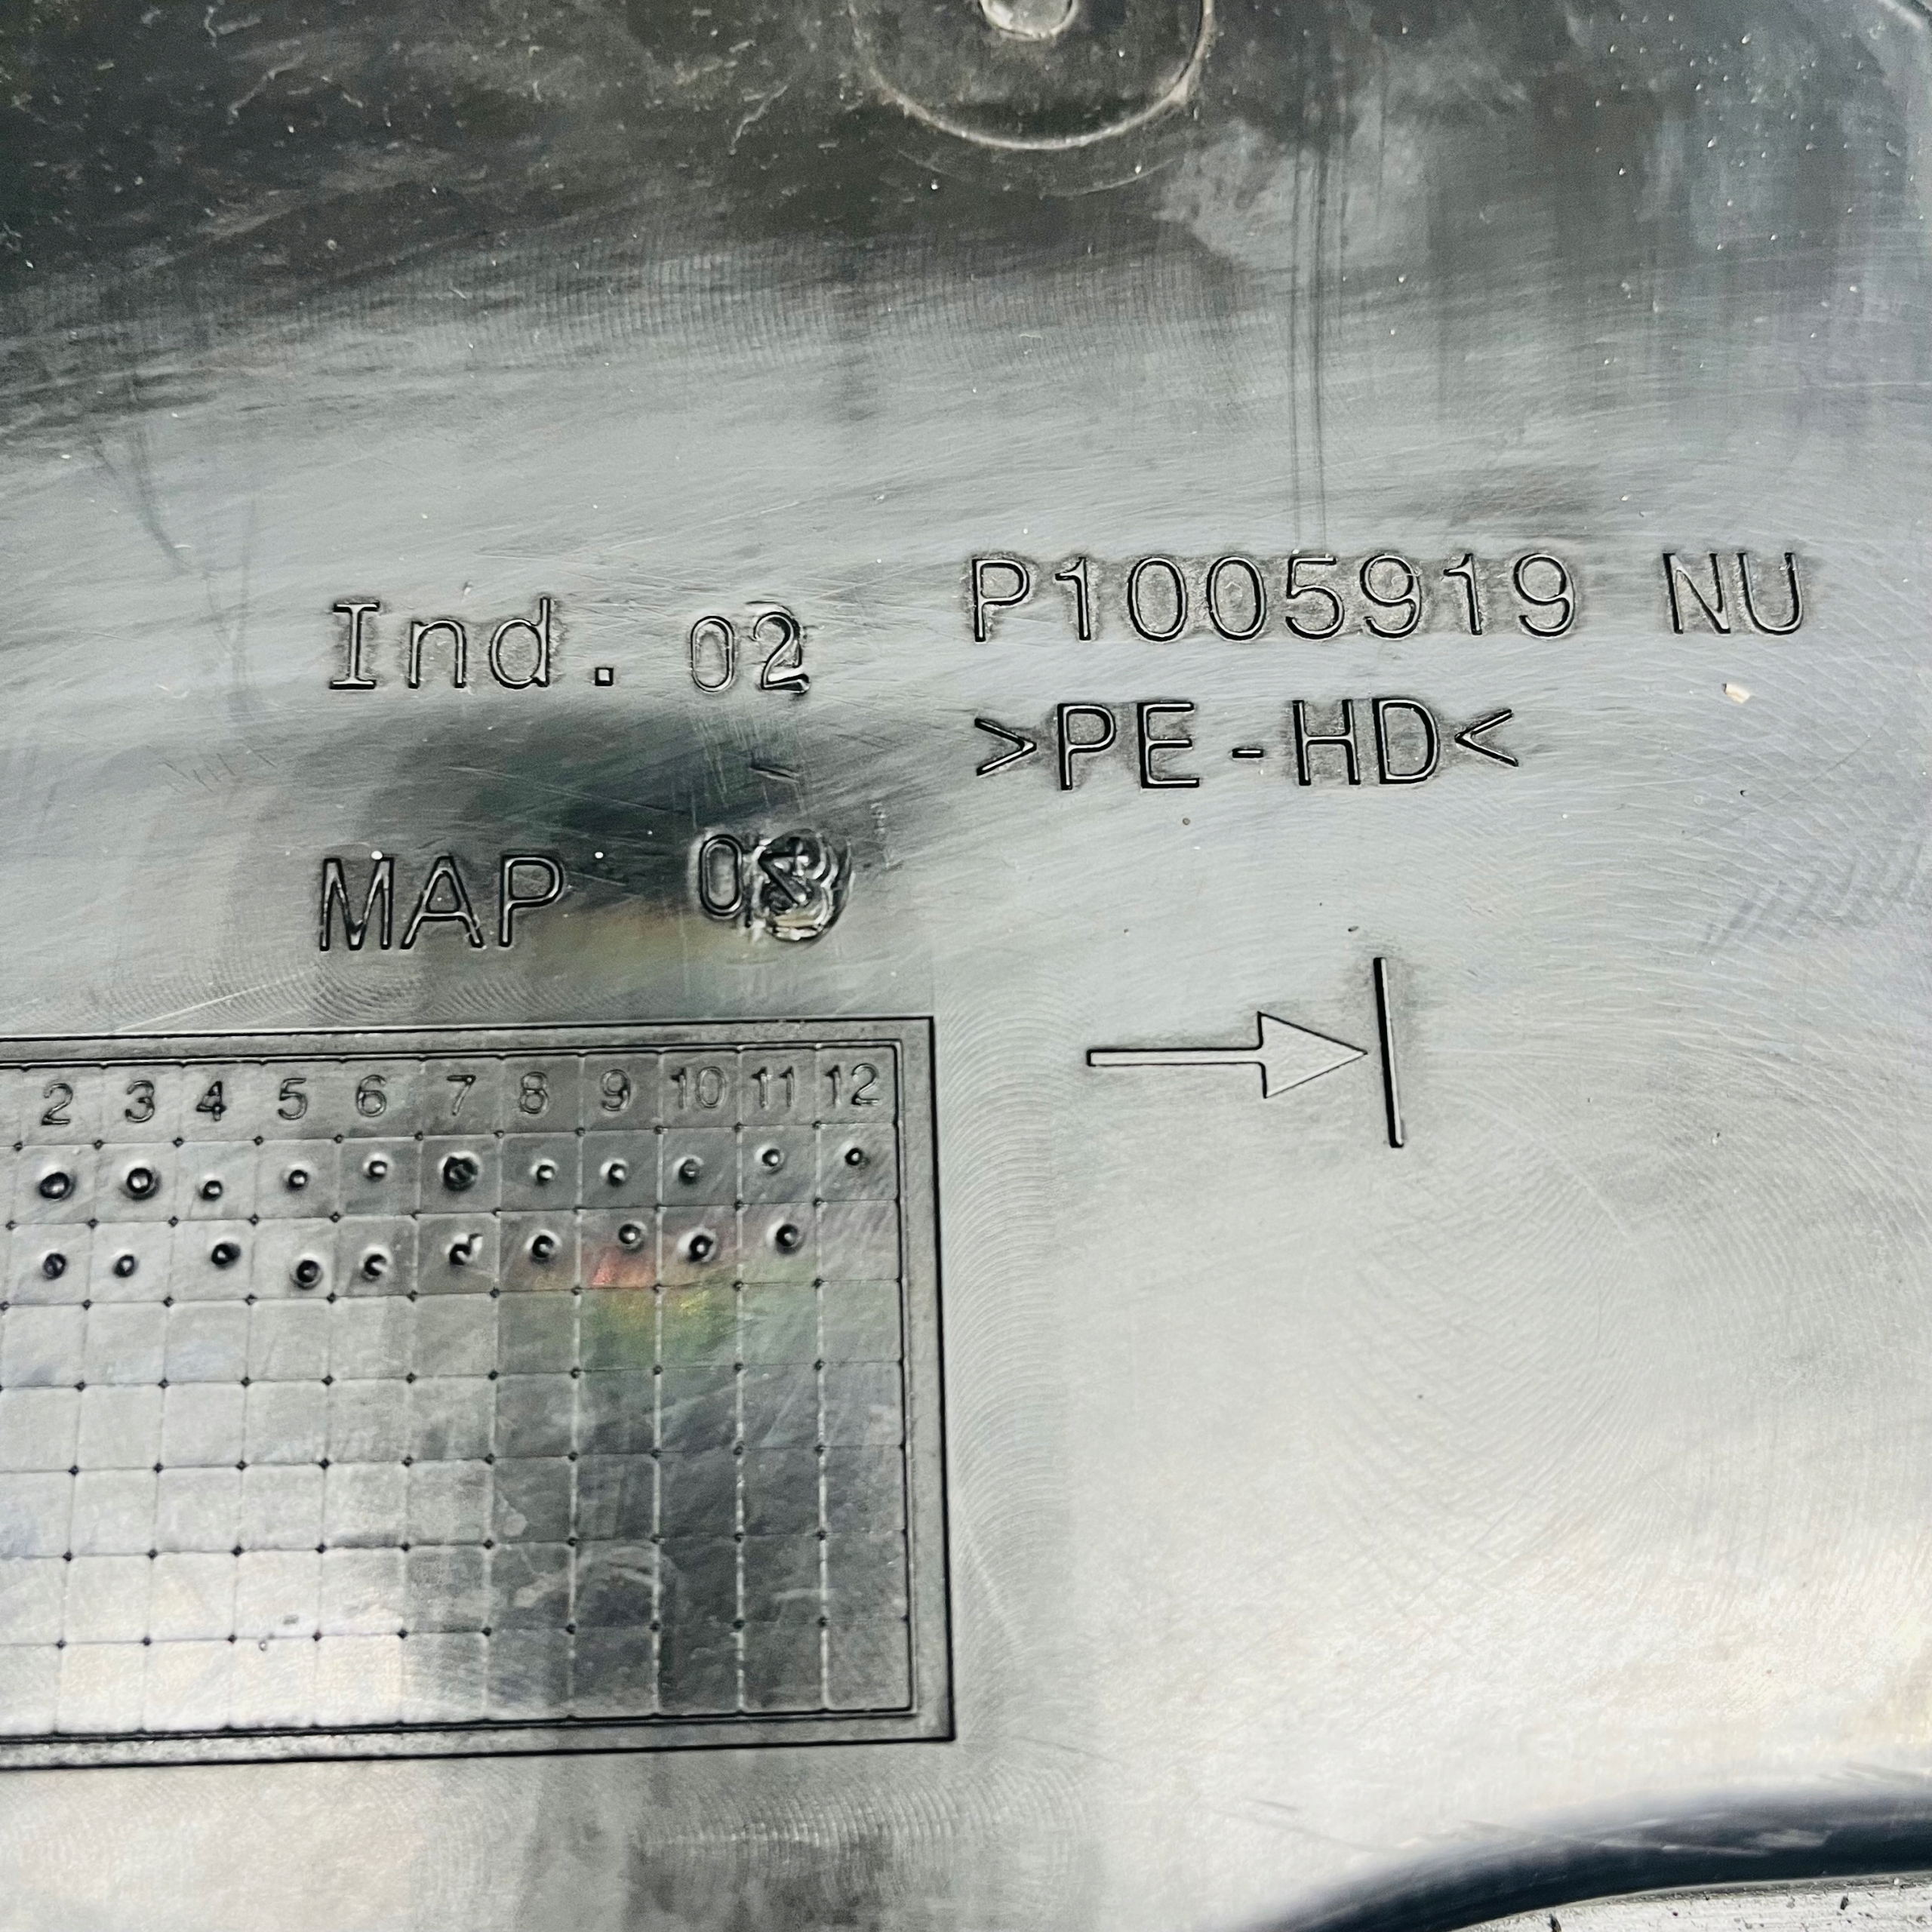 Ind. 02
P1005919 NU
>PE-HD<
MAP
2 3 4 5 6 7 8 9 10 11 12